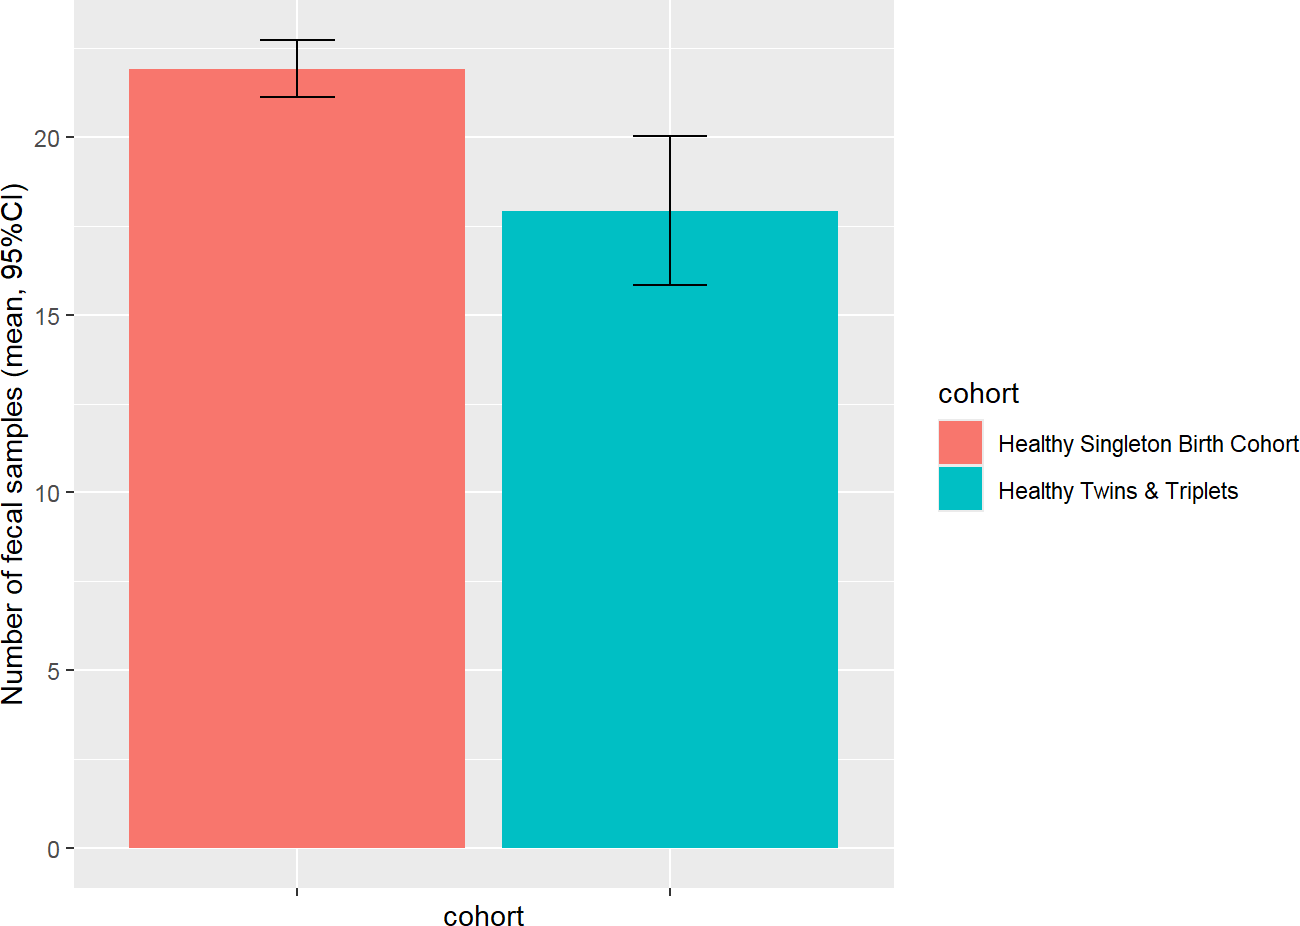 Number of fecal samples (mean, 95%CI)
20
15
10
5
0
cohort
cohort
Healthy Singleton Birth Cohort
Healthy Twins & Triplets